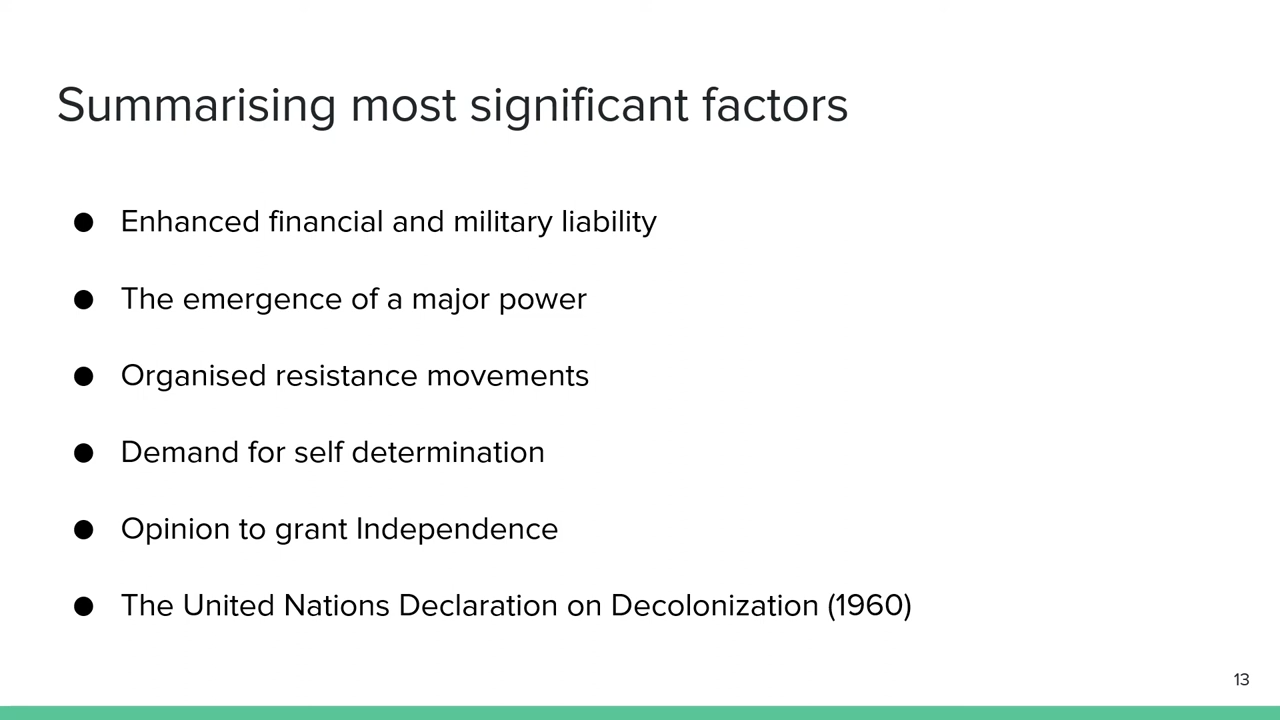 Summarising most significant factors
● Enhanced financial and military liability
● The emergence of a major power
● Organised resistance movements
● Demand for self determination
● Opinion to grant Independence
● The United Nations Declaration on Decolonization (1960)
13